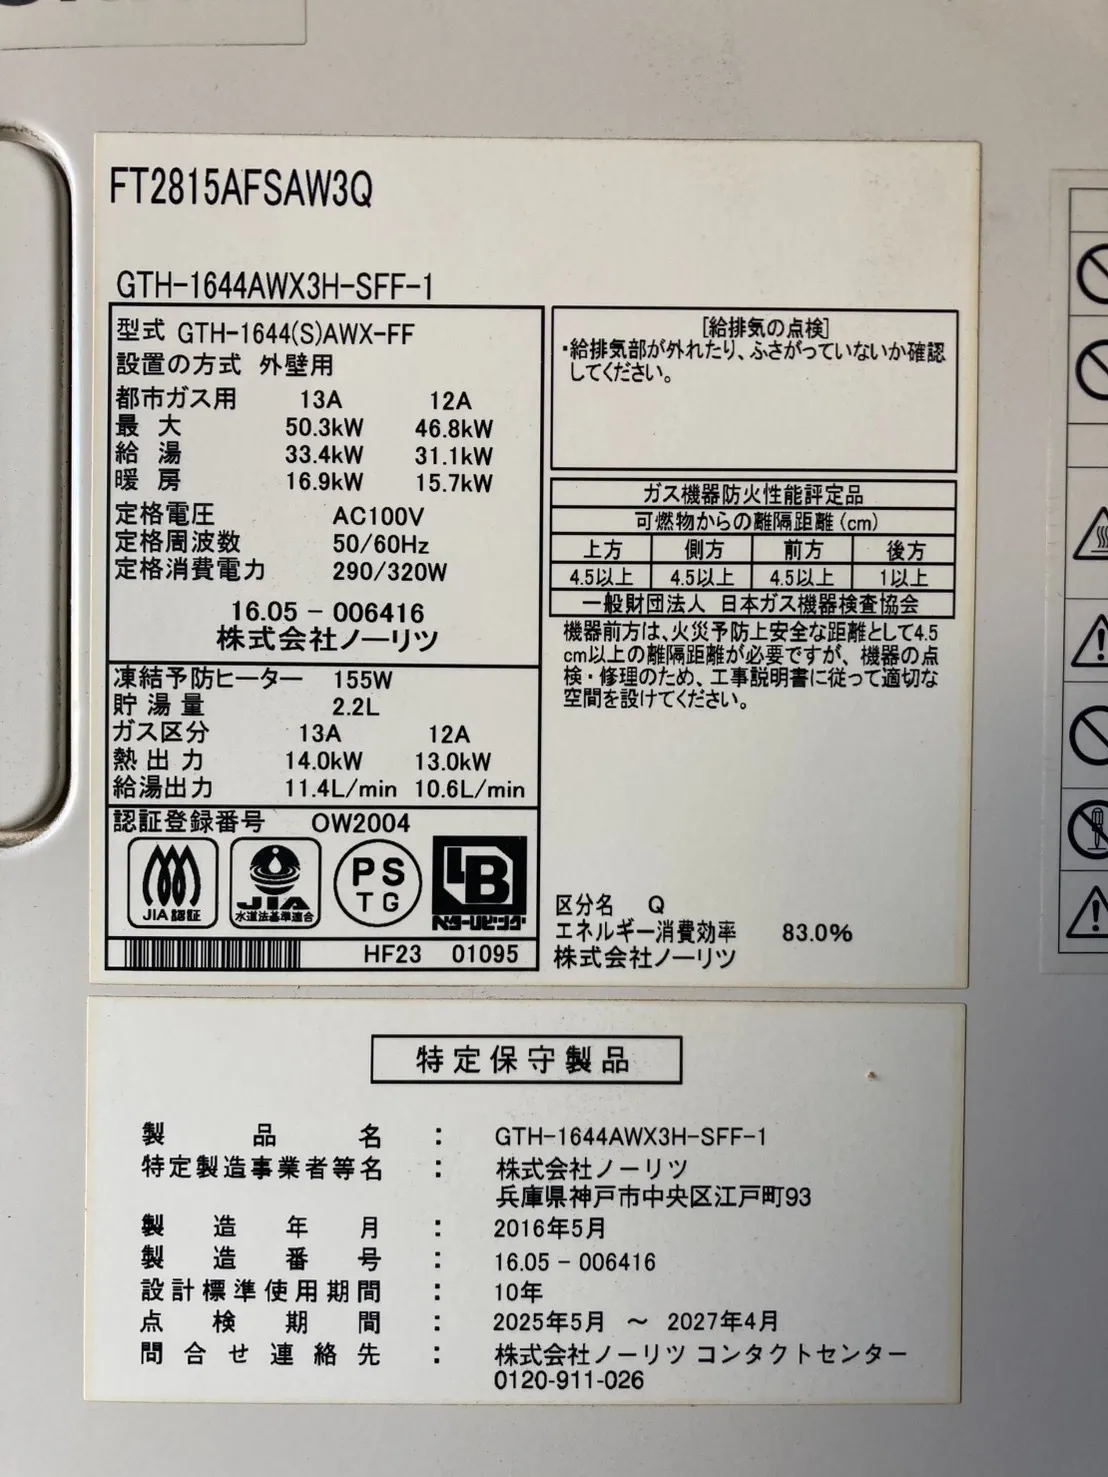 FT2815AFSAW3Q
GTH-1644AWX3H-SFF-1
型式 GTH-1644(S)AWX-FF
設置の方式 外壁用
都市ガス用 13A 12A
最大 50.3kW 46.8kW
給湯 33.4kW 31.1kW
暖房 16.9kW 15.7kW
定格電圧 AC100V
定格周波数 50/60Hz
定格消費電力 290/320W
16.05 - 006416
株式会社ノーリツ
凍結予防ヒーター 155W
貯湯量 2.2L
ガス区分 13A 12A
熱出力 14.0kW 13.0kW
給湯出力 11.4L/min 10.6L/min
認証登録番号 OW2004
JIA認証
JIA
水道法基準適合
PS
TG
LB
ベターリビング
HF23 01095
[給排気の点検]
・給排気部が外れたり、ふさがっていないか確認
してください。
ガス機器防火性能評定品
可燃物からの離隔距離(cm)
上方 側方 前方 後方
4.5以上 4.5以上 4.5以上 1以上
一般財団法人 日本ガス機器検査協会
機器前方は、火災予防上安全な距離として4.5
cm以上の離隔距離が必要ですが、機器の点
検・修理のため、工事説明書に従って適切な
空間を設けてください。
区分名 Q
エネルギー消費効率 83.0%
株式会社ノーリツ
特定保守製品
製品名 : GTH-1644AWX3H-SFF-1
特定製造事業者等名 : 株式会社ノーリツ
兵庫県神戸市中央区江戸町93
製造年月 : 2016年5月
製造番号 : 16.05 - 006416
設計標準使用期間 : 10年
点検期間 : 2025年5月 ～ 2027年4月
問合せ連絡先 : 株式会社ノーリツ コンタクトセンター
0120-911-026